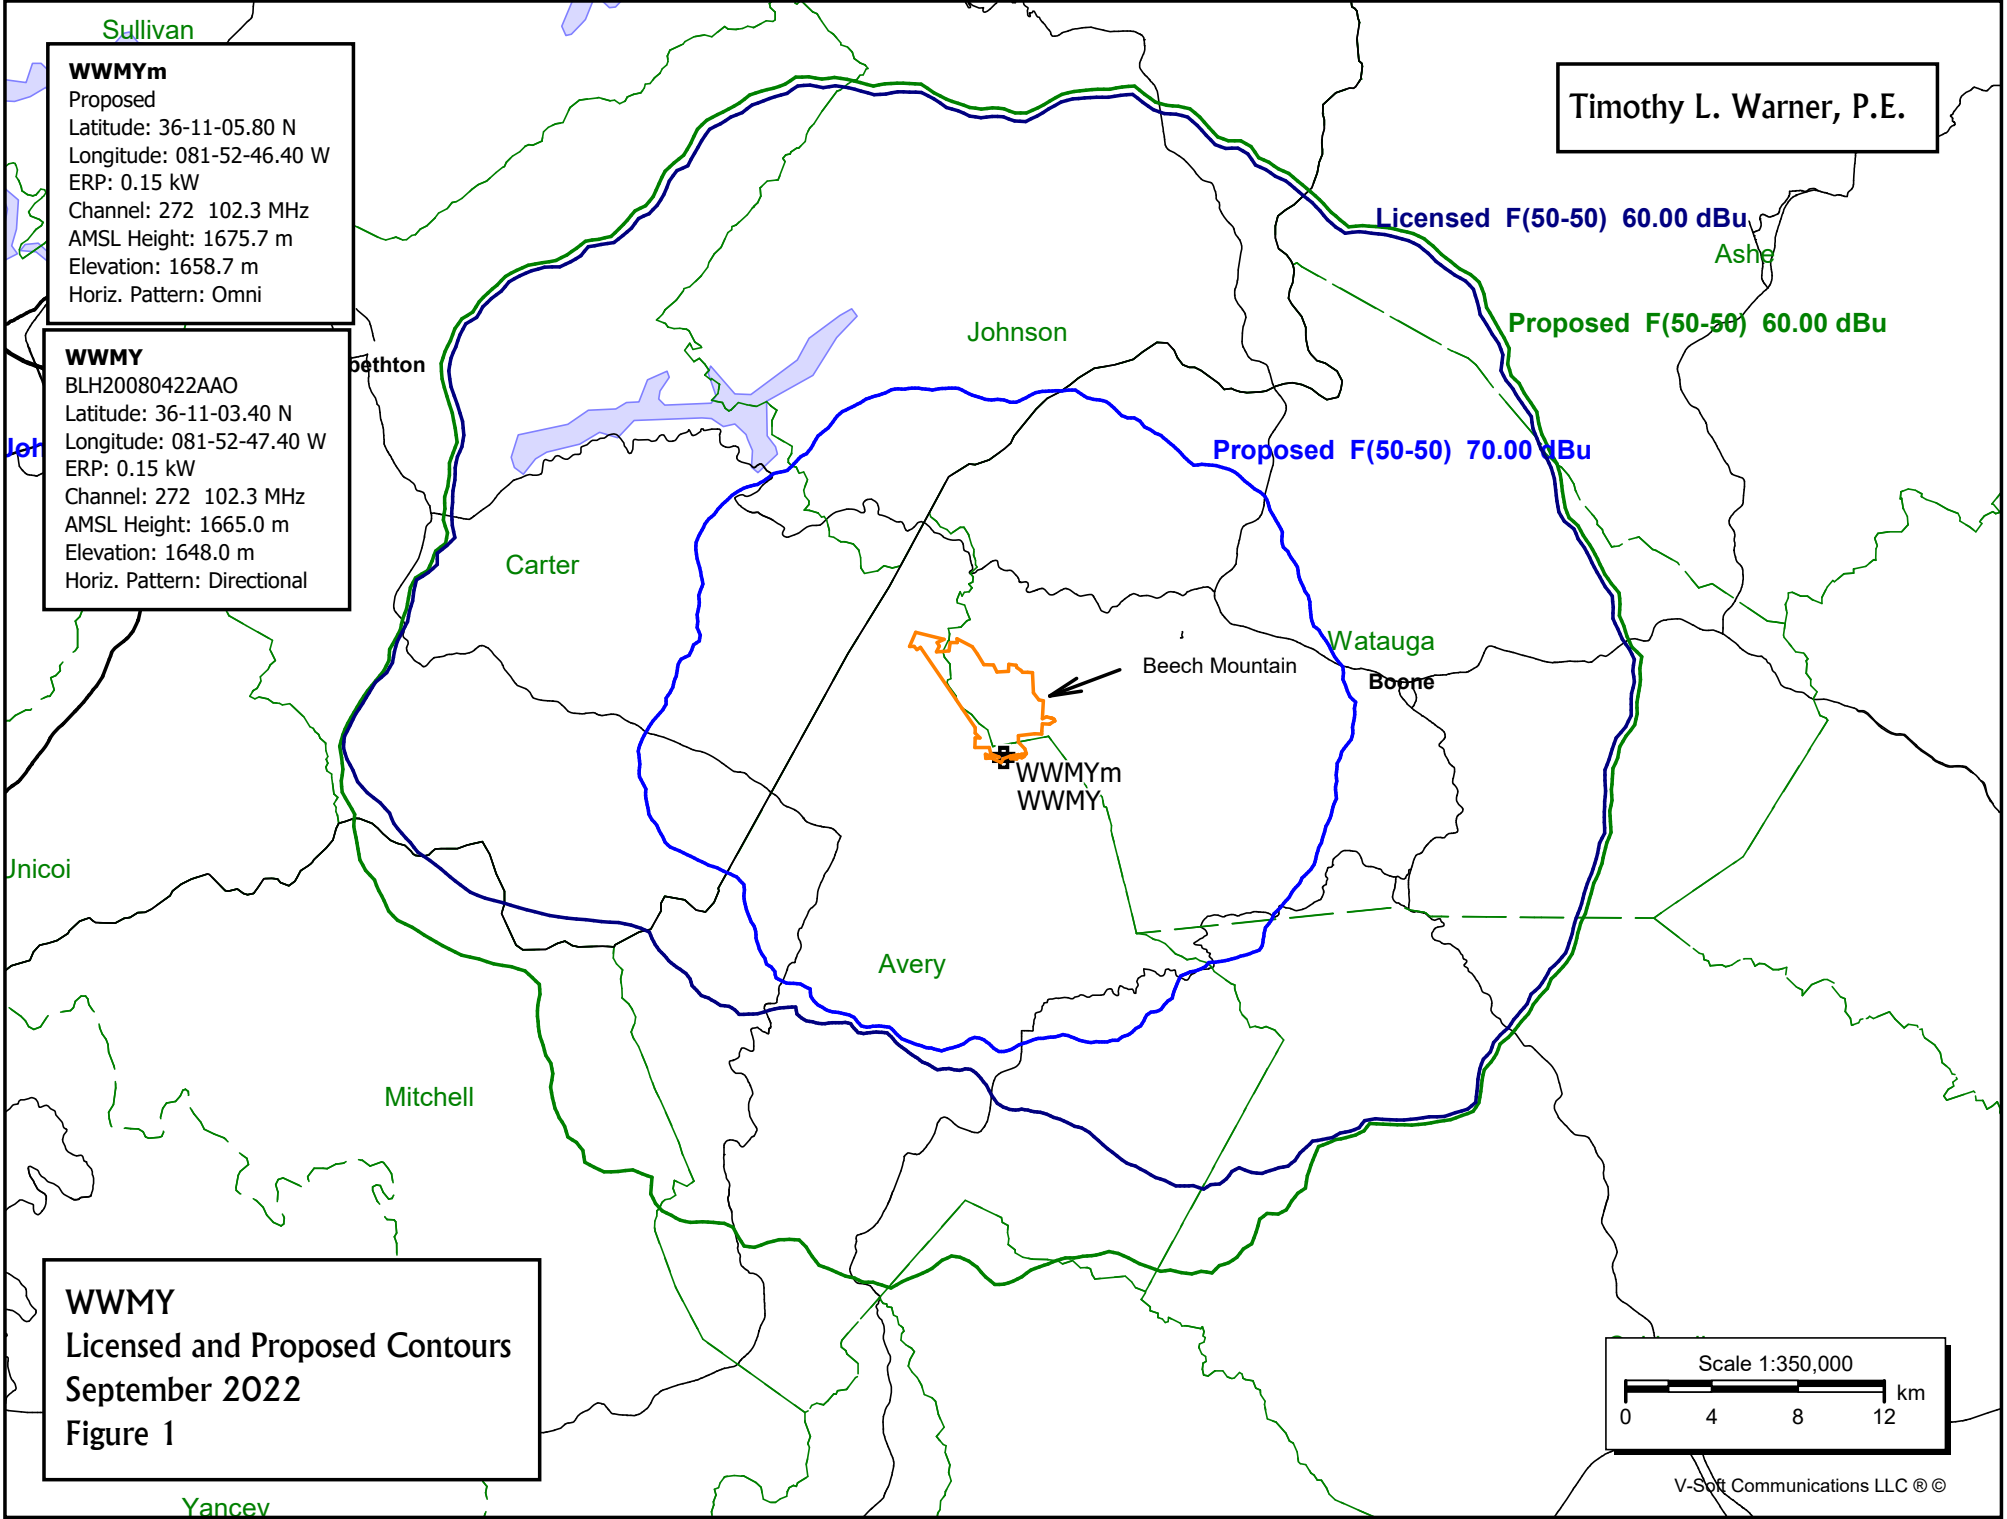 Sullivan
WWMYm
Proposed
Latitude: 36-11-05.80 N
Longitude: 081-52-46.40 W
ERP: 0.15 kW
Channel: 272  102.3 MHz
AMSL Height: 1675.7 m
Elevation: 1658.7 m
Horiz. Pattern: Omni
WWMY
BLH20080422AAO
Latitude: 36-11-03.40 N
Longitude: 081-52-47.40 W
ERP: 0.15 kW
Channel: 272  102.3 MHz
AMSL Height: 1665.0 m
Elevation: 1648.0 m
Horiz. Pattern: Directional
Timothy L. Warner, P.E.
Licensed  F(50-50)  60.00 dBu
Ashe
Proposed  F(50-50)  60.00 dBu
Johnson
bethton
Joh
Proposed  F(50-50)  70.00 dBu
Carter
Watauga
Beech Mountain
Boone
WWMYm
WWMY
Unicoi
Avery
Mitchell
WWMY
Licensed and Proposed Contours
September 2022
Figure 1
Scale 1:350,000
km
0 4 8 12
V-Soft Communications LLC ® ©
Yancey